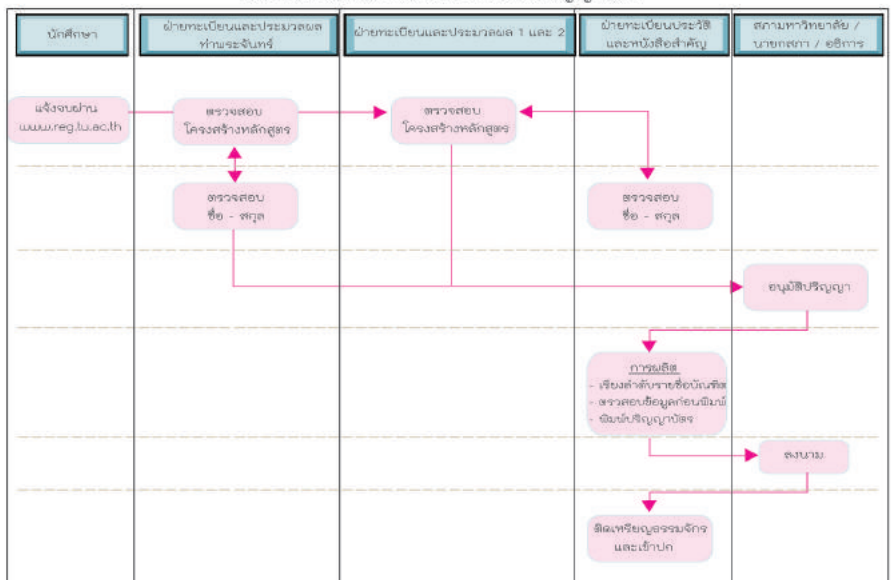 นักศึกษา
ฝ่ายทะเบียนและประมวลผล
ท่าพระจันทร์
ฝ่ายทะเบียนและประมวลผล 1 และ 2
ฝ่ายทะเบียนประวัติ
และหนังสือสำคัญ
สภามหาวิทยาลัย /
นายกสภา / อธิการ
แจ้งจบผ่าน
www.reg.tu.ac.th
ตรวจสอบ
โครงสร้างหลักสูตร
ตรวจสอบ
โครงสร้างหลักสูตร
ตรวจสอบ
ชื่อ - สกุล
ตรวจสอบ
ชื่อ - สกุล
อนุมัติปริญญา
การผลิต
- เรียงลำดับรายชื่อบัณฑิต
- ตรวจสอบข้อมูลก่อนพิมพ์
- พิมพ์ปริญญาบัตร
ลงนาม
ติดเหรียญธรรมจักร
และเข้าปก